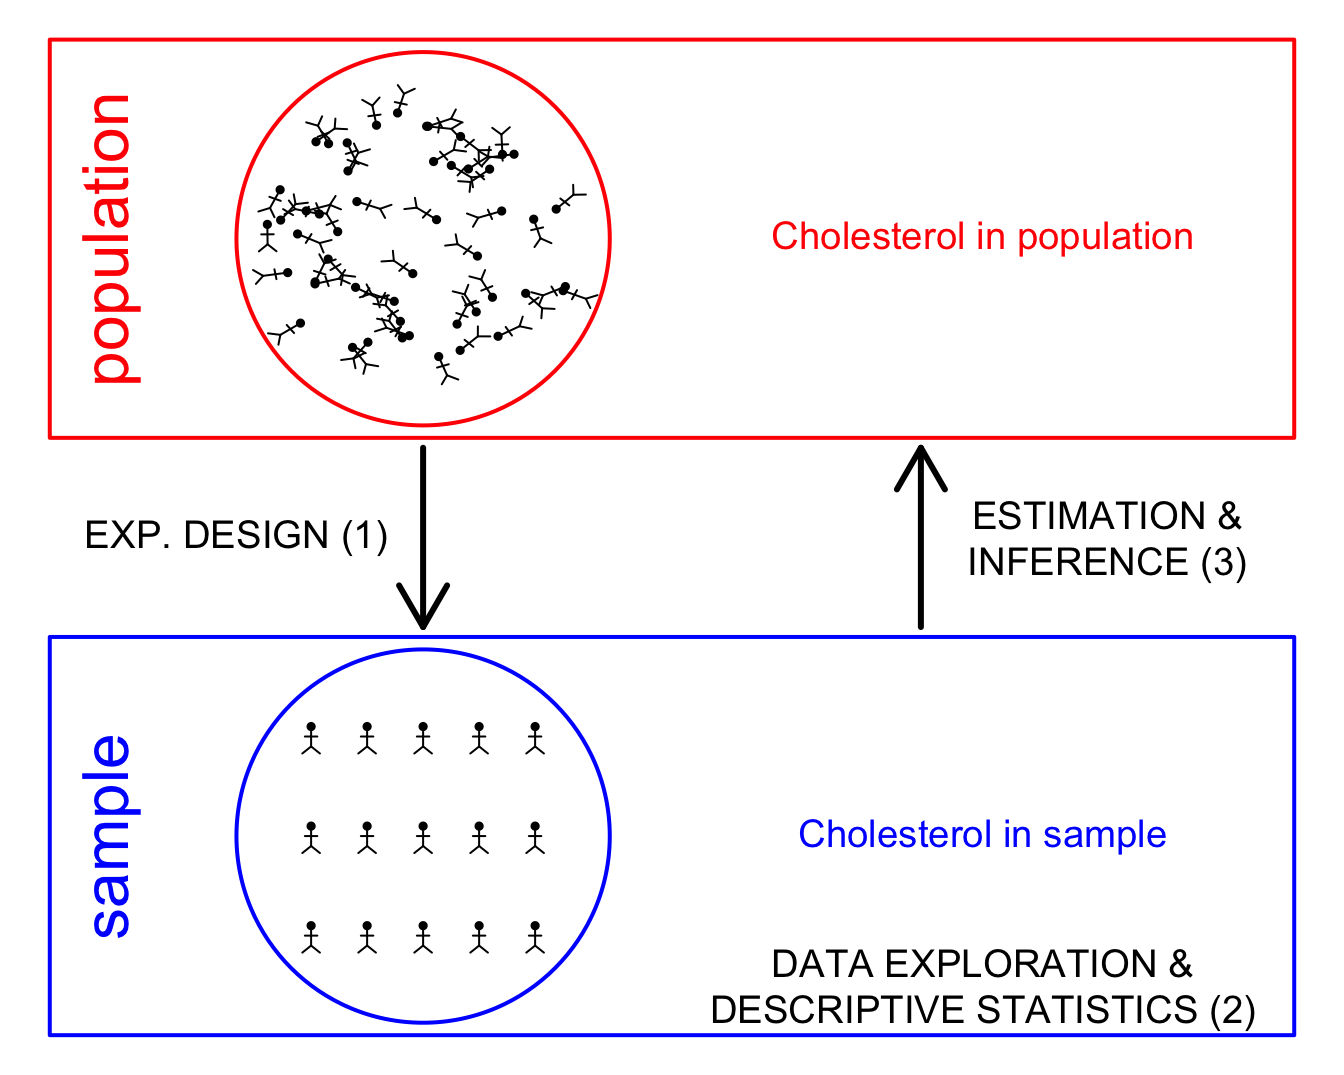 population
Cholesterol in population
EXP. DESIGN (1)
ESTIMATION &
INFERENCE (3)
sample
Cholesterol in sample
DATA EXPLORATION &
DESCRIPTIVE STATISTICS (2)